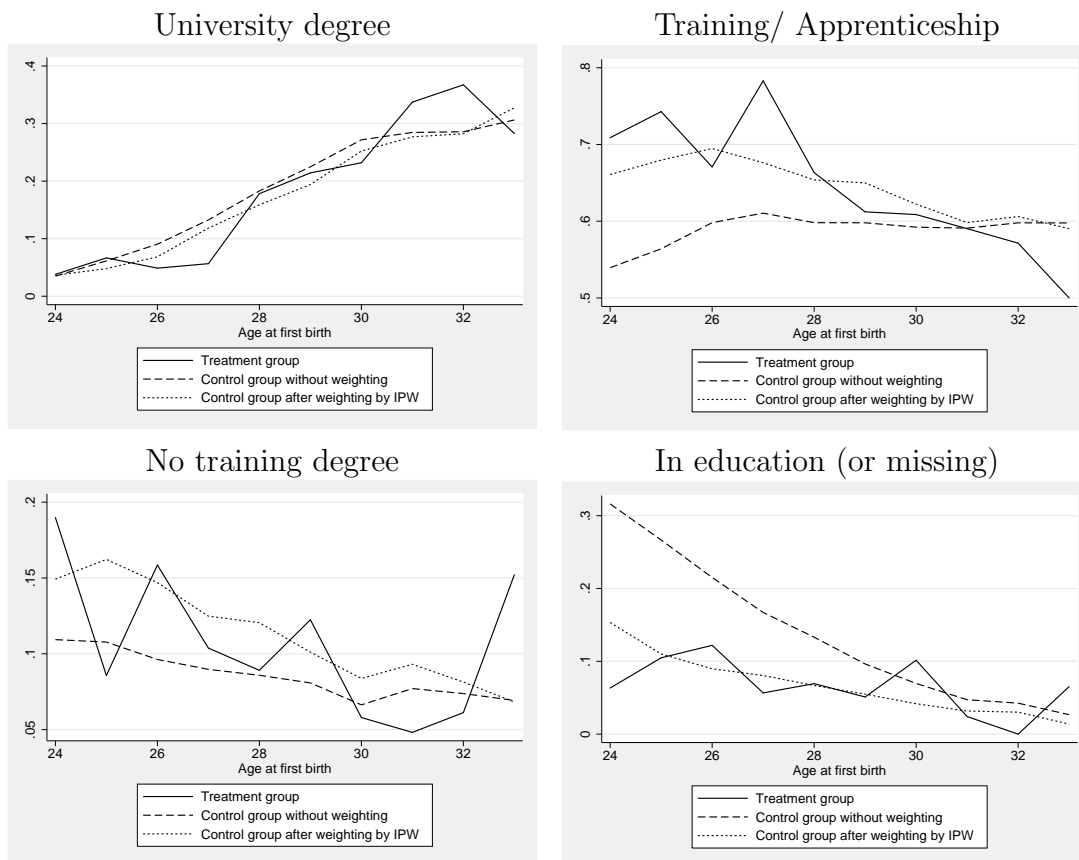 University degree
.4
.3
.2
.1
0
24
26
28
30
32
Age at first birth
Treatment group
Control group without weighting
Control group after weighting by IPW
Training/ Apprenticeship
.8
.7
.6
.5
24
26
28
30
32
Age at first birth
Treatment group
Control group without weighting
Control group after weighting by IPW
No training degree
.2
.15
.1
.05
24
26
28
30
32
Age at first birth
Treatment group
Control group without weighting
Control group after weighting by IPW
In education (or missing)
.3
.2
.1
0
24
26
28
30
32
Age at first birth
Treatment group
Control group without weighting
Control group after weighting by IPW